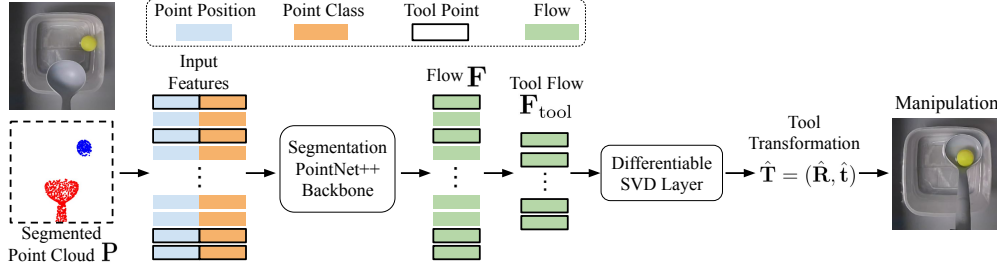 Point Position Point Class Tool Point Flow
Input
Features
Flow F
Tool Flow
F_tool
Manipulation
Segmentation
PointNet++
Backbone
Differentiable
SVD Layer
Tool
Transformation
T̂ = (R̂, t̂)
Segmented
Point Cloud P